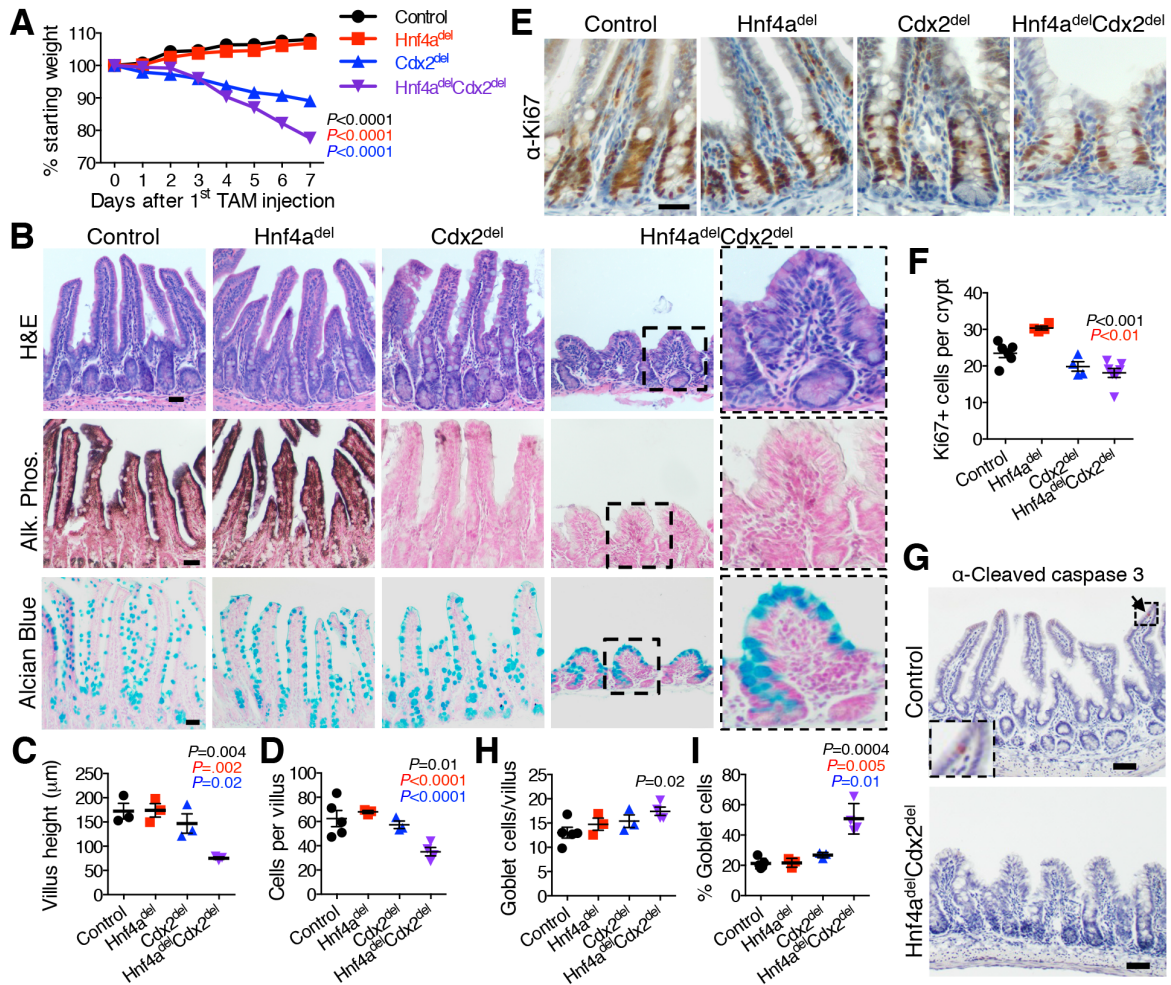 A
% starting weight
110
100
90
80
70
0 1 2 3 4 5 6 7
Days after 1st TAM injection
Control
Hnf4adel
Cdx2del
Hnf4adelCdx2del
P<0.0001
P<0.0001
P<0.0001
B
Control
Hnf4adel
Cdx2del
Hnf4adelCdx2del
H&E
Alk. Phos.
Alcian Blue
C
Villus height (µm)
250
200
150
100
50
0
P=0.004
P=.002
P=0.02
Control
Hnf4adel
Cdx2del
Hnf4adelCdx2del
D
Cells per villus
100
80
60
40
20
0
P=0.01
P<0.0001
P<0.0001
Control
Hnf4adel
Cdx2del
Hnf4adelCdx2del
E
Control
Hnf4adel
Cdx2del
Hnf4adelCdx2del
α-Ki67
F
Ki67+ cells per crypt
40
30
20
10
0
P<0.001
P<0.01
Control
Hnf4adel
Cdx2del
Hnf4adelCdx2del
G
α-Cleaved caspase 3
Control
Hnf4adelCdx2del
H
Goblet cells/villus
25
20
15
10
5
0
P=0.02
Control
Hnf4adel
Cdx2del
Hnf4adelCdx2del
I
% Goblet cells
80
60
40
20
0
P=0.0004
P=0.005
P=0.01
Control
Hnf4adel
Cdx2del
Hnf4adelCdx2del